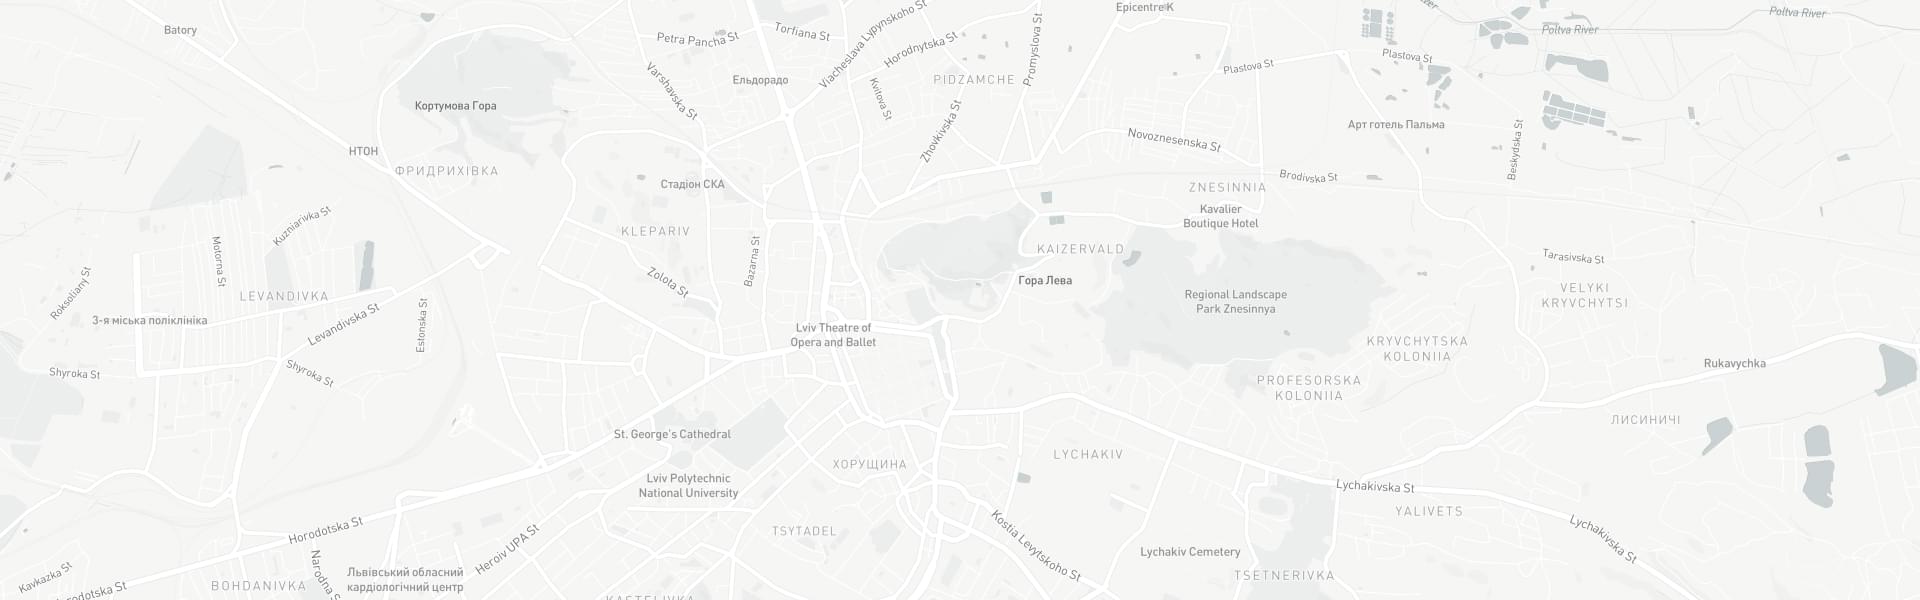 Epicentre K
Poltva River
Batory
Torfiana St
Viacheslava Lypynskoho St
Petra Pancha St
Horodnytska St
Promyslova St
Poltva River
Plastova St
Plastova St
Varshavska St
Ельдорадо
Kvitova St
PIDZAMCHE
Кортумова Гора
Zhovkivska St
Novoznesenska St
Арт готель Пальма
Beskydska St
НТОН
ФРИДРИХІВКА
Стадіон СКА
Brodivska St
ZNESINNIA
Kavalier
Boutique Hotel
Kuzniarivka St
Motorna St
KLEPARIV
Bazarna St
KAIZERVALD
Tarasivska St
Roksoliany St
Zolota St
Гора Лева
Regional Landscape
Park Znesinnya
VELYKI
KRYVCHYTSI
LEVANDIVKA
3-я міська поліклініка
Levandivska St
Estonska St
Lviv Theatre of
Opera and Ballet
KRYVCHYTSKA
KOLONIIA
Rukavychka
Shyroka St
Shyroka St
PROFESORSKA
KOLONIIA
ЛИСИНИЧІ
St. George's Cathedral
ХОРУЩИНА
LYCHAKIV
Lviv Polytechnic
National University
Lychakivska St
YALIVETS
Horodotska St
Heroiv UPA St
TSYTADEL
Kostia Levytskoho St
Lychakivska St
Lychakiv Cemetery
Kavkazka St
Narodna S
Львівський обласний
кардіологічний центр
TSETNERIVKA
BOHDANIVKA
orodotska St
KASTELIVKA